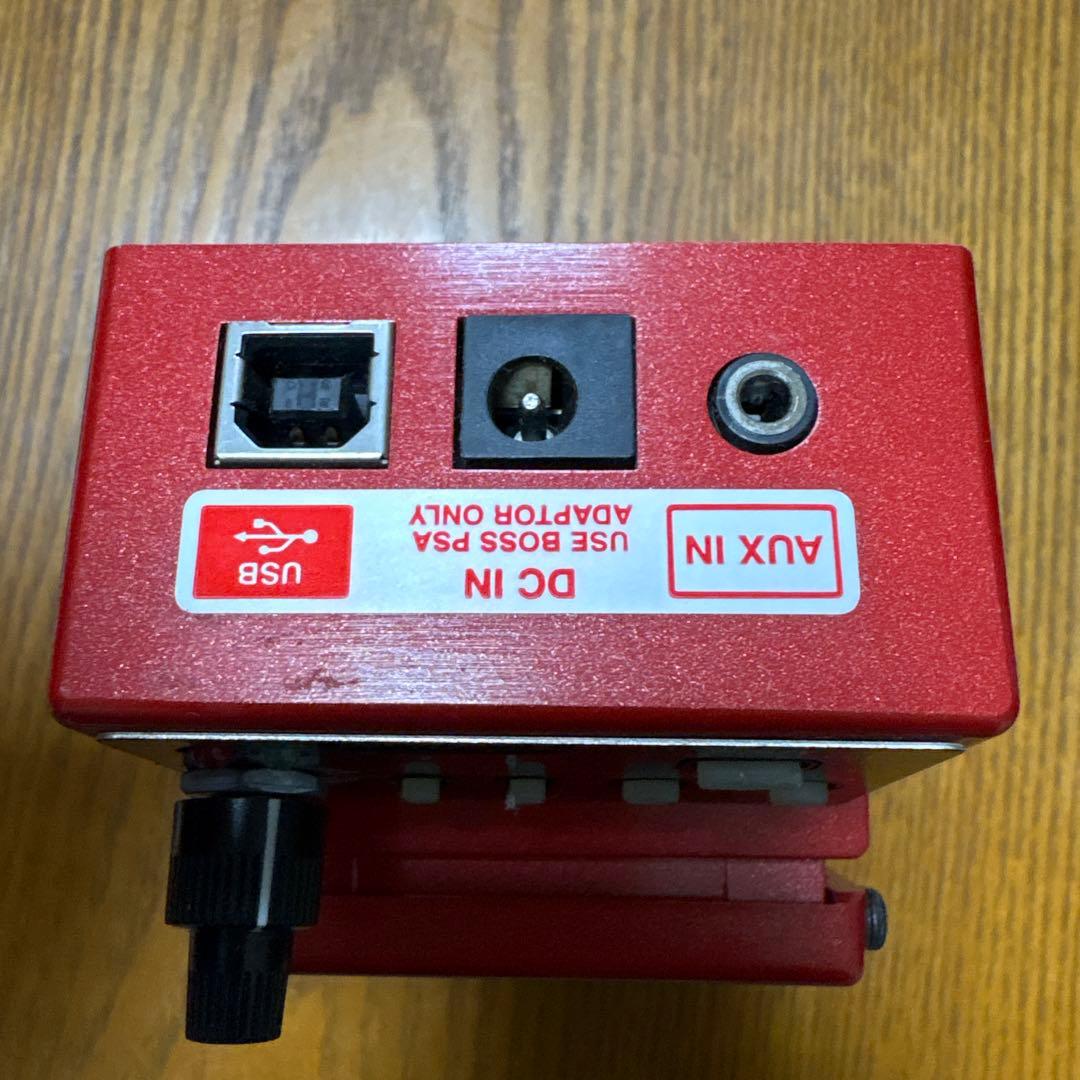 AUX IN
DC IN
USE BOSS PSA
ADAPTOR ONLY
USB